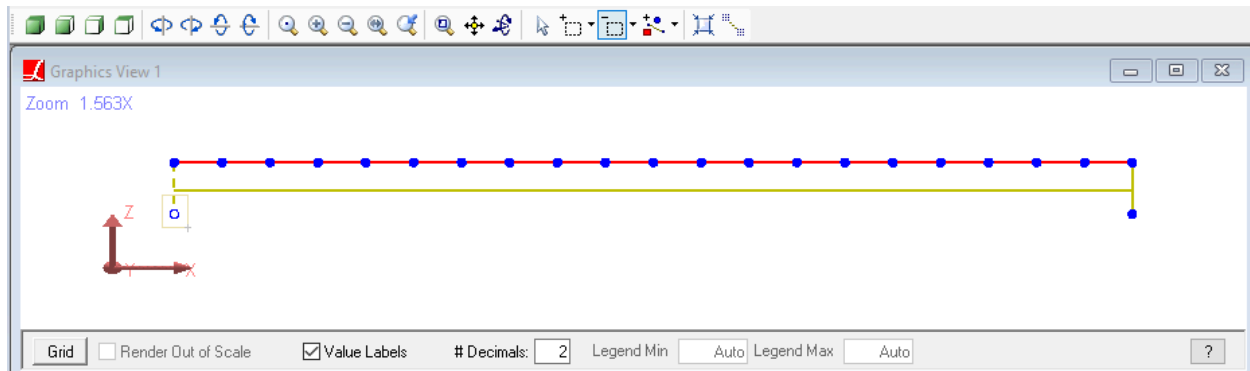 Graphics View 1
Zoom 1.563X
Z
Y
X
Grid
Render Out of Scale
Value Labels
# Decimals: 2
Legend Min Auto
Legend Max Auto
?